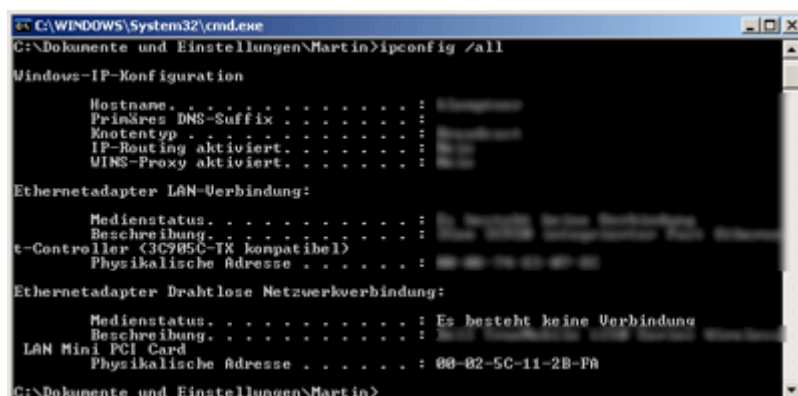 C:\WINDOWS\System32\cmd.exe
C:\Dokumente und Einstellungen\Martin>ipconfig /all
Windows-IP-Konfiguration
Hostname. . . . . . . . . . . . . :
Primäres DNS-Suffix . . . . . . . :
Knotentyp . . . . . . . . . . . . :
IP-Routing aktiviert. . . . . . . :
WINS-Proxy aktiviert. . . . . . . :
Ethernetadapter LAN-Verbindung:
Medienstatus. . . . . . . . . . . :
Beschreibung. . . . . . . . . . . :
t-Controller (3C905C-TX kompatibel)
Physikalische Adresse . . . . . . :
Ethernetadapter Drahtlose Netzwerkverbindung:
Medienstatus. . . . . . . . . . . : Es besteht keine Verbindung
Beschreibung. . . . . . . . . . . :
LAN Mini PCI Card
Physikalische Adresse . . . . . . : 00-02-5C-11-2B-FA
C:\Dokumente und Einstellungen\Martin>